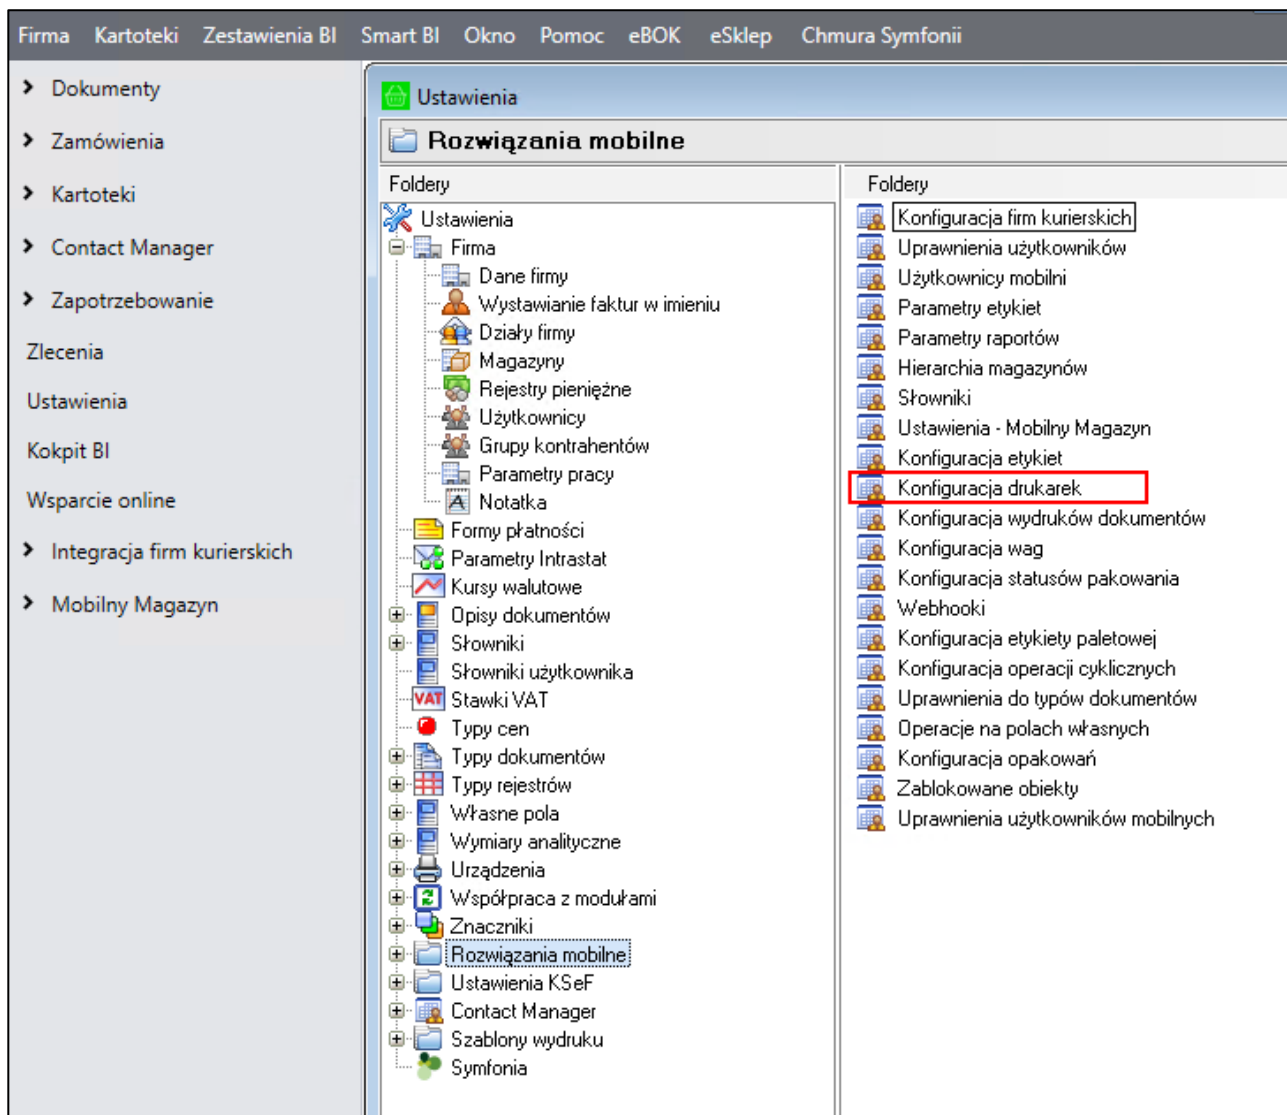 Firma Kartoteki Zestawienia BI Smart BI Okno Pomoc eBOK eSklep Chmura Symfonii
Dokumenty
Zamówienia
Kartoteki
Contact Manager
Zapotrzebowanie
Zlecenia
Ustawienia
Kokpit BI
Wsparcie online
Integracja firm kurierskich
Mobilny Magazyn
Ustawienia
Rozwiązania mobilne
Foldery
Ustawienia
Firma
Dane firmy
Wystawianie faktur w imieniu
Działy firmy
Magazyny
Rejestry pieniężne
Użytkownicy
Grupy kontrahentów
Parametry pracy
Notatka
Formy płatności
Parametry Intrastat
Kursy walutowe
Opisy dokumentów
Słowniki
Słowniki użytkownika
VAT Stawki VAT
Typy cen
Typy dokumentów
Typy rejestrów
Własne pola
Wymiary analityczne
Urządzenia
Współpraca z modułami
Znaczniki
Rozwiązania mobilne
Ustawienia KSeF
Contact Manager
Szablony wydruku
Symfonia
Foldery
Konfiguracja firm kurierskich
Uprawnienia użytkowników
Użytkownicy mobilni
Parametry etykiet
Parametry raportów
Hierarchia magazynów
Słowniki
Ustawienia - Mobilny Magazyn
Konfiguracja etykiet
Konfiguracja drukarek
Konfiguracja wydruków dokumentów
Konfiguracja wag
Konfiguracja statusów pakowania
Webhooki
Konfiguracja etykiety paletowej
Konfiguracja operacji cyklicznych
Uprawnienia do typów dokumentów
Operacje na polach własnych
Konfiguracja opakowań
Zablokowane obiekty
Uprawnienia użytkowników mobilnych